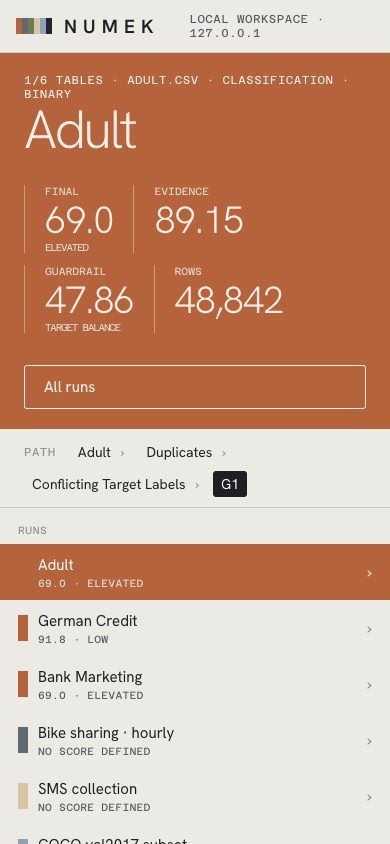 NUMEK
LOCAL WORKSPACE ·
127.0.0.1
1/6 TABLES · ADULT.CSV · CLASSIFICATION ·
BINARY
Adult
FINAL
69.0
ELEVATED
EVIDENCE
89.15
GUARDRAIL
47.86
TARGET BALANCE
ROWS
48,842
All runs
PATH Adult › Duplicates ›
Conflicting Target Labels › G1
RUNS
Adult
69.0 · ELEVATED
›
German Credit
91.8 · LOW
›
Bank Marketing
69.0 · ELEVATED
›
Bike sharing · hourly
NO SCORE DEFINED
›
SMS collection
NO SCORE DEFINED
›
COCO val2017 subset